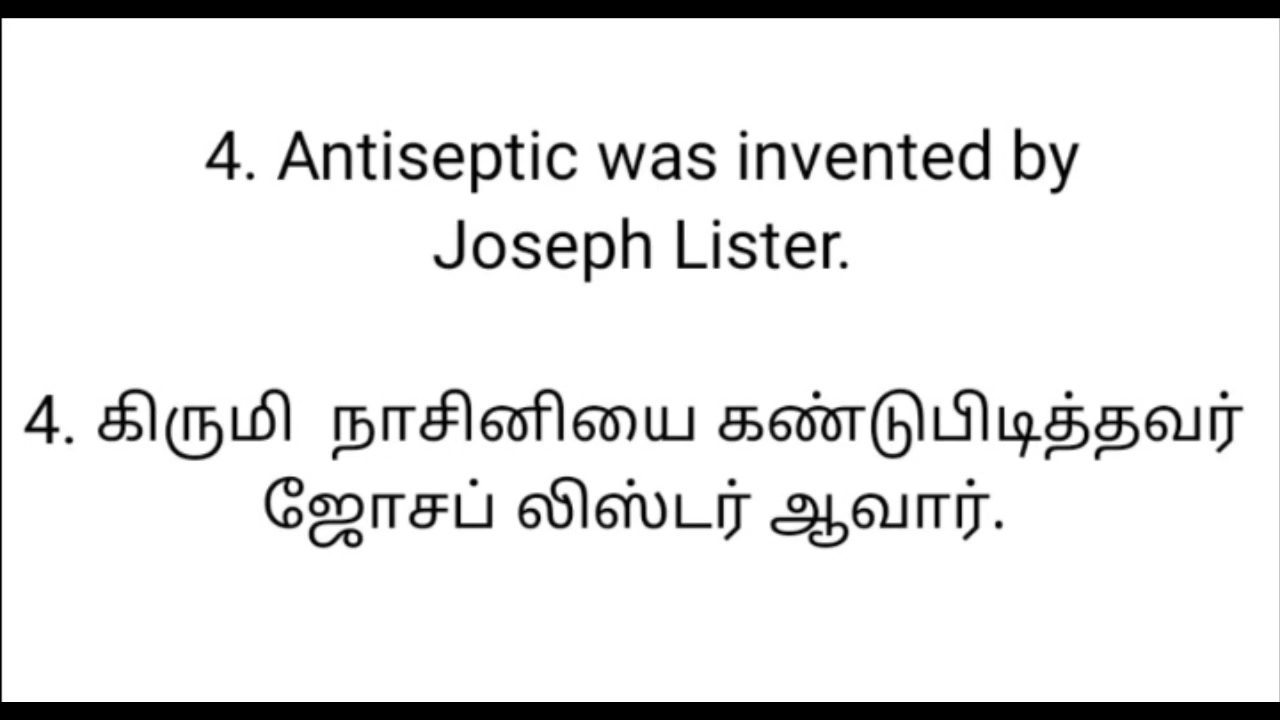 4. Antiseptic was invented by
Joseph Lister.
4. கிருமி நாசினியை கண்டுபிடித்தவர்
ஜோசப் லிஸ்டர் ஆவார்.